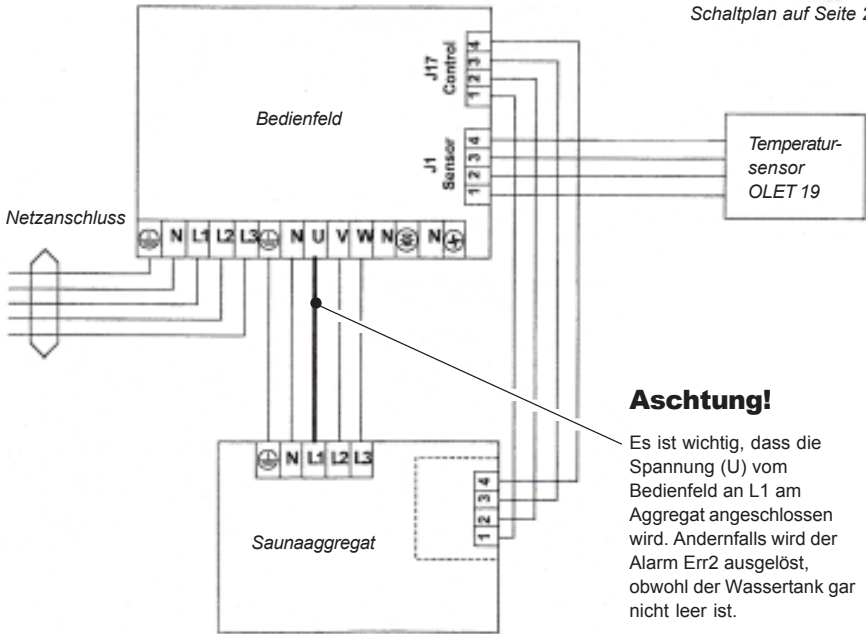 Schaltplan auf Seite 2
J17
Control
4
3
2
1
Bedienfeld
J1
Sensor
4
3
2
1
Temperatur-
sensor
OLET 19
Netzanschluss
N L1 L2 L3 N U V W N N
Aschtung!
Es ist wichtig, dass die
Spannung (U) vom
Bedienfeld an L1 am
Aggregat angeschlossen
wird. Andernfalls wird der
Alarm Err2 ausgelöst,
obwohl der Wassertank gar
nicht leer ist.
N L1 L2 L3
4
3
2
1
Saunaaggregat